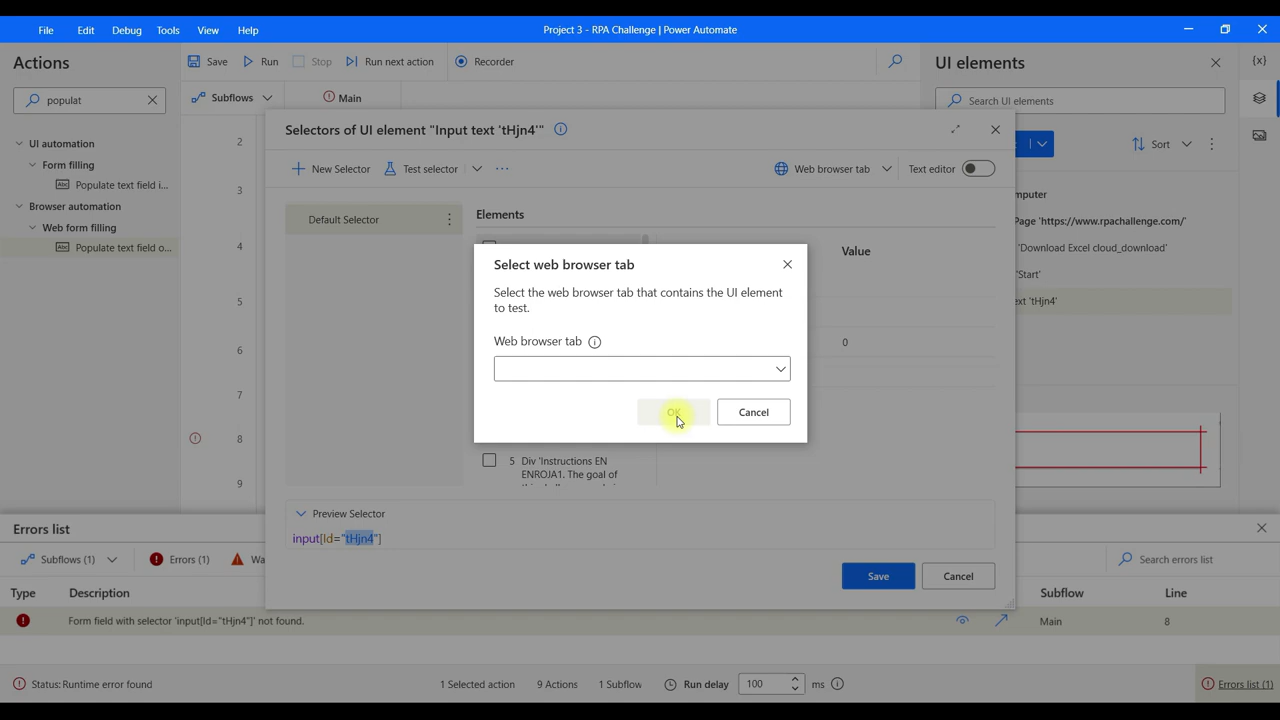 File Edit Debug Tools View Help
Project 3 - RPA Challenge | Power Automate
Actions
Save Run Stop Run next action Recorder
UI elements
{x}
populat
Subflows Main
Search UI elements
Selectors of UI element "Input text 'tHjn4'"
UI automation
Form filling
Populate text field i...
Browser automation
Web form filling
Populate text field o...
2
3
4
5
6
7
8
9
New Selector Test selector ...
Web browser tab Text editor
Sort
Default Selector
Elements
Value
0
5 Div 'Instructions EN
ENROJA1. The goal of
Select web browser tab
Select the web browser tab that contains the UI element
to test.
Web browser tab
OK Cancel
Page 'https://www.rpachallenge.com/'
'Download Excel cloud_download'
'Start'
'tHjn4'
Preview Selector
input[Id="tHjn4"]
Save Cancel
Errors list
Subflows (1) Errors (1)
Search errors list
Type Description Subflow Line
Form field with selector 'input[Id="tHjn4"]' not found. Main 8
Status: Runtime error found 1 Selected action 9 Actions 1 Subflow Run delay 100 ms Errors list (1)